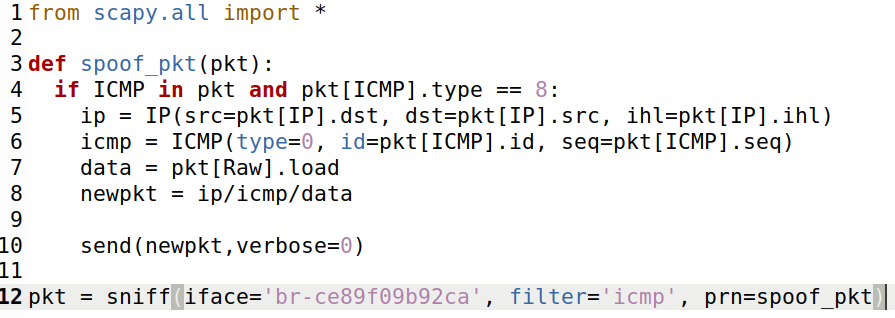 1 from scapy.all import *
2
3 def spoof_pkt(pkt):
4   if ICMP in pkt and pkt[ICMP].type == 8:
5     ip = IP(src=pkt[IP].dst, dst=pkt[IP].src, ihl=pkt[IP].ihl)
6     icmp = ICMP(type=0, id=pkt[ICMP].id, seq=pkt[ICMP].seq)
7     data = pkt[Raw].load
8     newpkt = ip/icmp/data
9
10     send(newpkt,verbose=0)
11
12 pkt = sniff(iface='br-ce89f09b92ca', filter='icmp', prn=spoof_pkt)